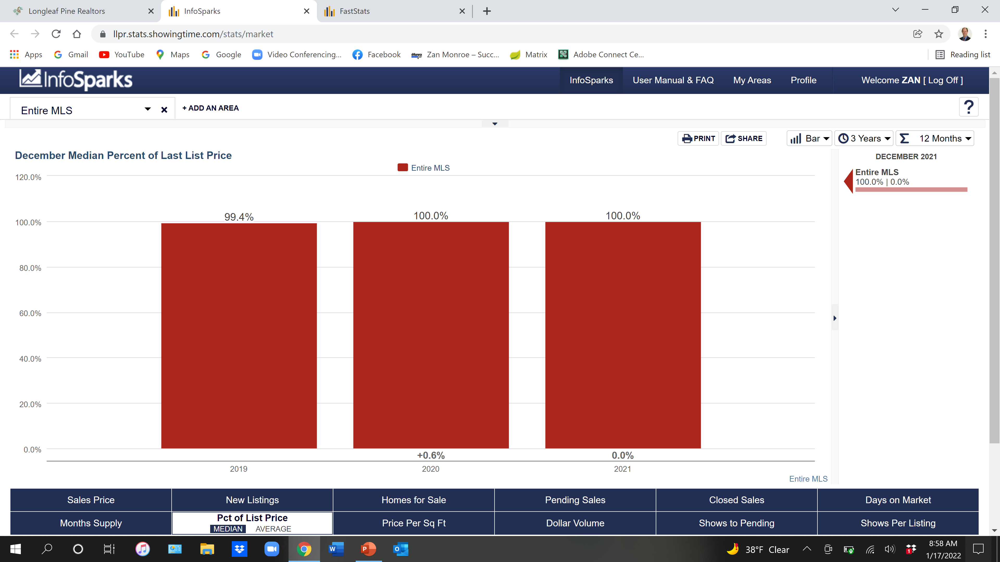 Longleaf Pine Realtors
InfoSparks
FastStats
llpr.stats.showingtime.com/stats/market
Apps
Gmail
YouTube
Maps
Google
Video Conferencing...
Facebook
Monroe
Zan Monroe – Succ...
Matrix
Adobe Connect Ce...
Reading list
InfoSparks
InfoSparks
User Manual & FAQ
My Areas
Profile
Welcome ZAN [ Log Off ]
Entire MLS
+ ADD AN AREA
?
PRINT
SHARE
Bar
3 Years
Σ
12 Months
December Median Percent of Last List Price
Entire MLS
DECEMBER 2021
Entire MLS
100.0% | 0.0%
120.0%
100.0%
80.0%
60.0%
40.0%
20.0%
0.0%
99.4%
100.0%
100.0%
+0.6%
0.0%
2019
2020
2021
Entire MLS
Sales Price
New Listings
Homes for Sale
Pending Sales
Closed Sales
Days on Market
Months Supply
Pct of List Price
MEDIAN
AVERAGE
Price Per Sq Ft
Dollar Volume
Shows to Pending
Shows Per Listing
W
P
O
38°F Clear
1
8:58 AM
1/17/2022